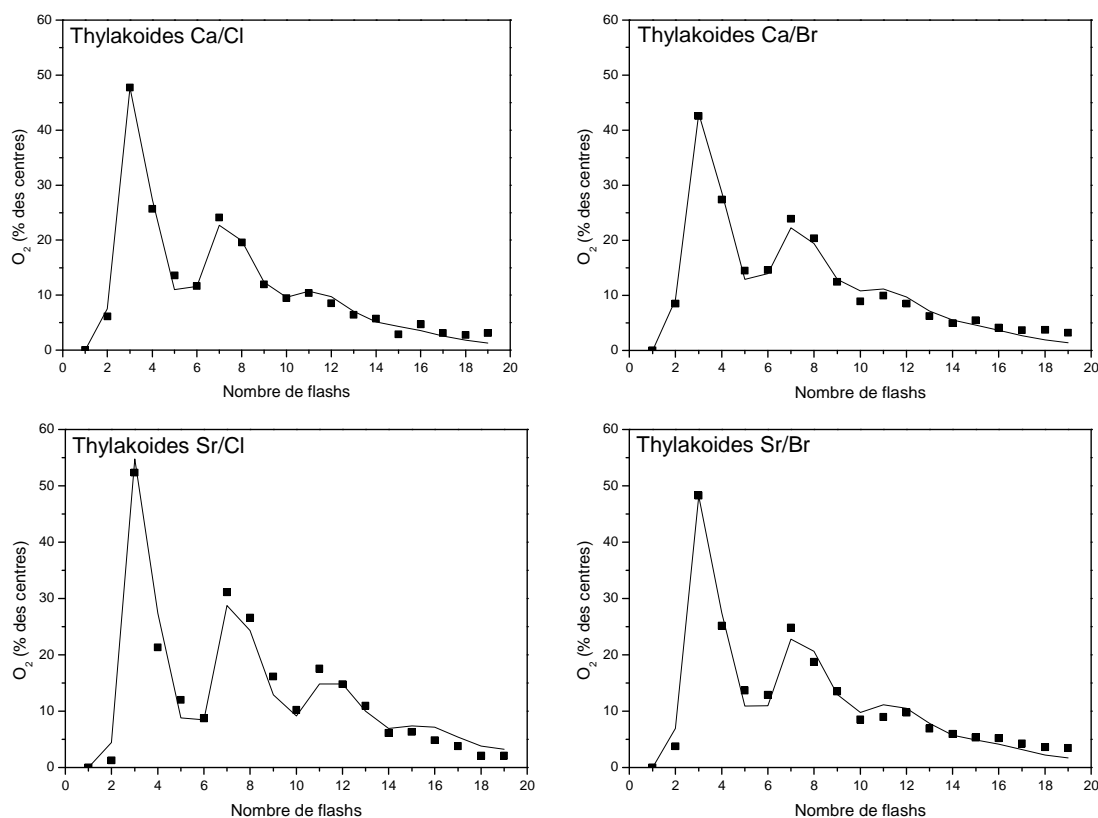 Thylakoides Ca/Cl
60
50
40
30
20
10
0
O₂ (% des centres)
0 2 4 6 8 10 12 14 16 18 20
Nombre de flashs
Thylakoides Ca/Br
60
50
40
30
20
10
0
O₂ (% des centres)
0 2 4 6 8 10 12 14 16 18 20
Nombre de flashs
Thylakoides Sr/Cl
60
50
40
30
20
10
0
O₂ (% des centres)
0 2 4 6 8 10 12 14 16 18 20
Nombre de flashs
Thylakoides Sr/Br
60
50
40
30
20
10
0
O₂ (% des centres)
0 2 4 6 8 10 12 14 16 18 20
Nombre de flashs